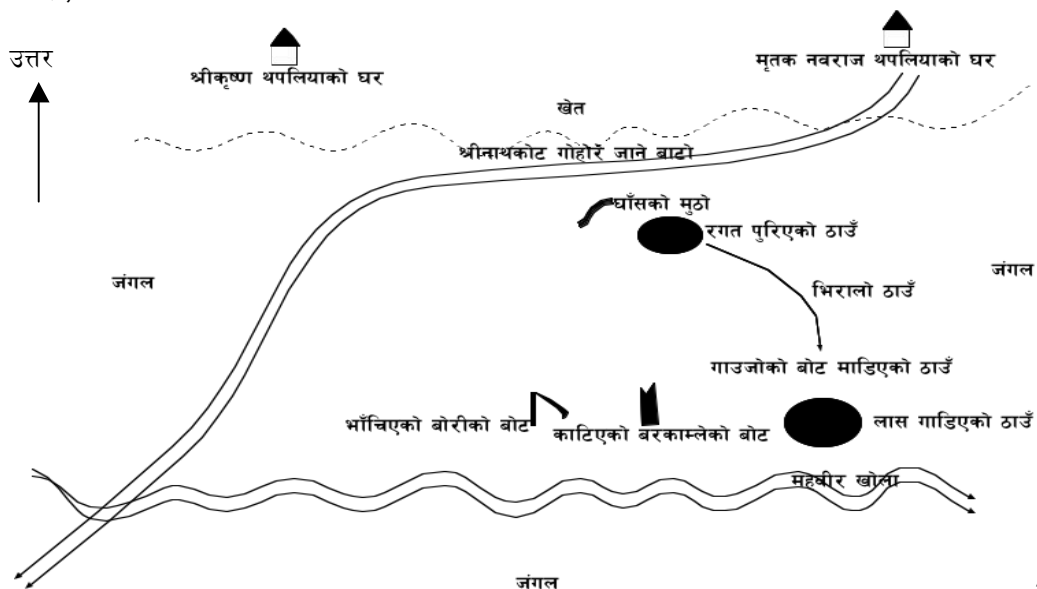 उत्तर
श्रीकृष्ण थपलियाको घर
मृतक नवराज थपलियाको घर
खेत
श्रीनाथकोट गोहोरे जाने बाटो
घाँसको मुठो
रगत पुरिएको ठाउँ
जंगल
जंगल
भिरालो ठाउँ
गाउजोको बोट माडिएको ठाउँ
भाँचिएको बोरीको बोट
काटिएको बरकाम्लेको बोट
लास गाडिएको ठाउँ
महवीर खोला
जंगल